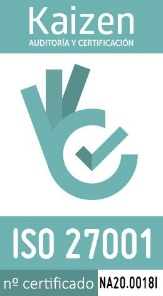 Kaizen
AUDITORÍA Y CERTIFICACIÓN
ISO 27001
nº certificado NA20.0018I